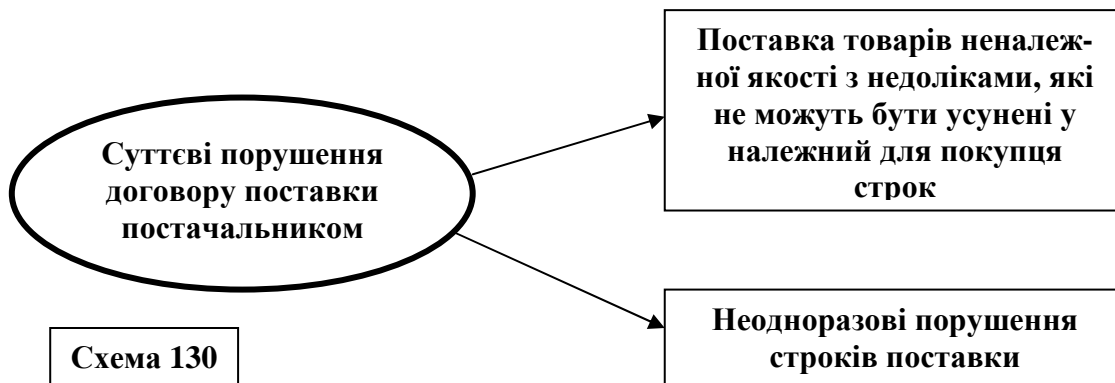 Поставка товарів неналеж-
ної якості з недоліками, які
не можуть бути усунені у
належний для покупця
строк
Суттєві порушення
договору поставки
постачальником
Неодноразові порушення
строків поставки
Схема 130